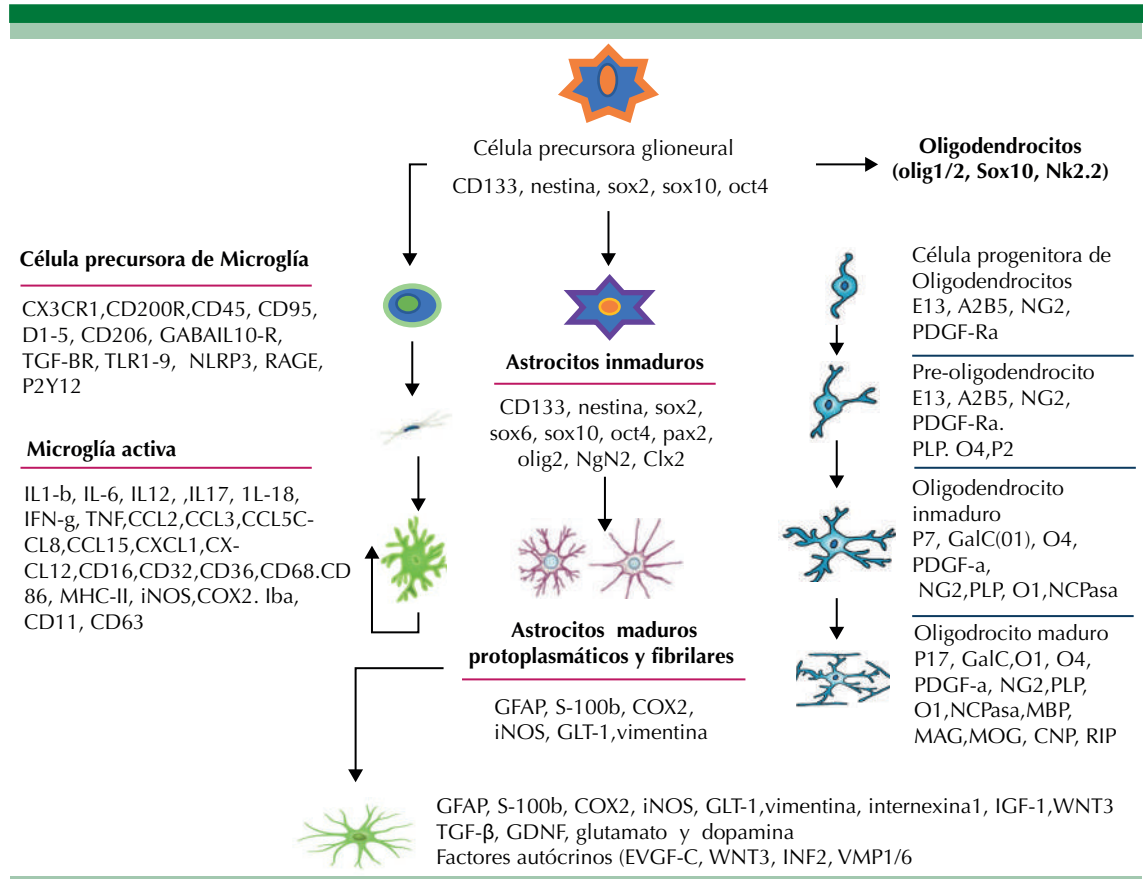 Célula precursora glioneural
CD133, nestina, sox2, sox10, oct4
Oligodendrocitos
(olig1/2, Sox10, Nk2.2)
Célula precursora de Microglía
CX3CR1,CD200R,CD45, CD95,
D1-5, CD206, GABAIL10-R,
TGF-BR, TLR1-9, NLRP3, RAGE,
P2Y12
Microglía activa
IL1-b, IL-6, IL12, ,IL17, 1L-18,
IFN-g, TNF,CCL2,CCL3,CCL5C-
CL8,CCL15,CXCL1,CX-
CL12,CD16,CD32,CD36,CD68.CD
86, MHC-II, iNOS,COX2. Iba,
CD11, CD63
Astrocitos inmaduros
CD133, nestina, sox2,
sox6, sox10, oct4, pax2,
olig2, NgN2, Clx2
Astrocitos maduros
protoplasmáticos y fibrilares
GFAP, S-100b, COX2,
iNOS, GLT-1,vimentina
Célula progenitora de
Oligodendrocitos
E13, A2B5, NG2,
PDGF-Ra
Pre-oligodendrocito
E13, A2B5, NG2,
PDGF-Ra.
PLP. O4,P2
Oligodendrocito
inmaduro
P7, GalC(01), O4,
PDGF-a,
NG2,PLP, O1,NCPasa
Oligodrocito maduro
P17, GalC,O1, O4,
PDGF-a, NG2,PLP,
O1,NCPasa,MBP,
MAG,MOG, CNP, RIP
GFAP, S-100b, COX2, iNOS, GLT-1,vimentina, internexina1, IGF-1,WNT3
TGF-β, GDNF, glutamato y dopamina
Factores autócrinos (EVGF-C, WNT3, INF2, VMP1/6